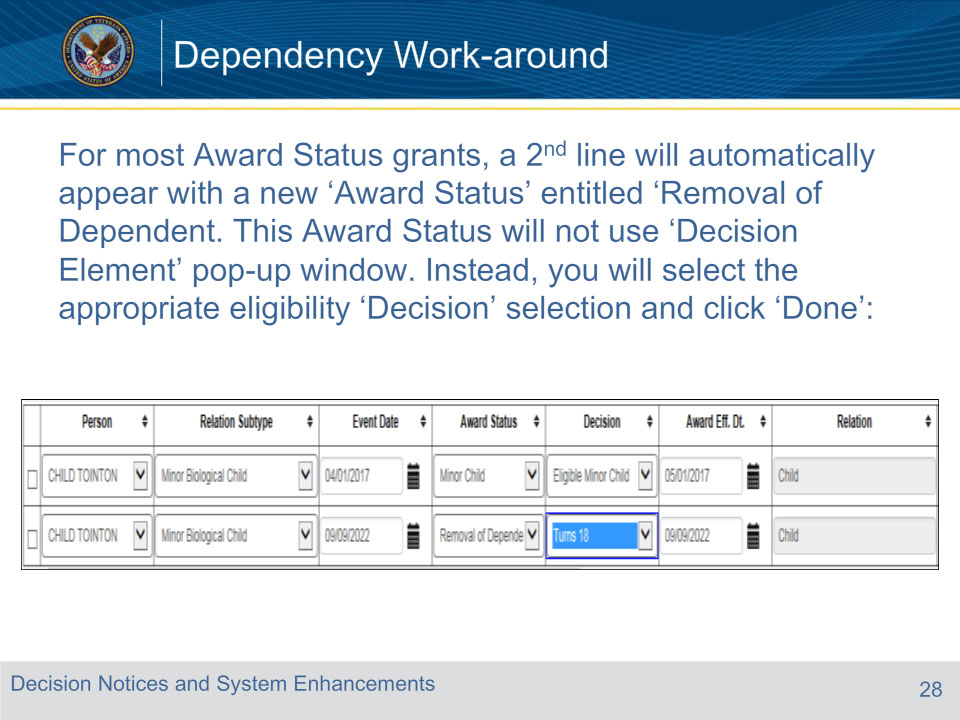 Dependency Work-around
For most Award Status grants, a 2nd line will automatically
appear with a new ‘Award Status’ entitled ‘Removal of
Dependent. This Award Status will not use ‘Decision
Element’ pop-up window. Instead, you will select the
appropriate eligibility ‘Decision’ selection and click ‘Done’:
Person Relation Subtype Event Date Award Status Decision Award Eff. Dt. Relation
CHILD TOINTON Minor Biological Child 04/01/2017 Minor Child Eligible Minor Child 05/01/2017 Child
CHILD TOINTON Minor Biological Child 09/09/2022 Removal of Depende Turns 18 09/09/2022 Child
Decision Notices and System Enhancements
28